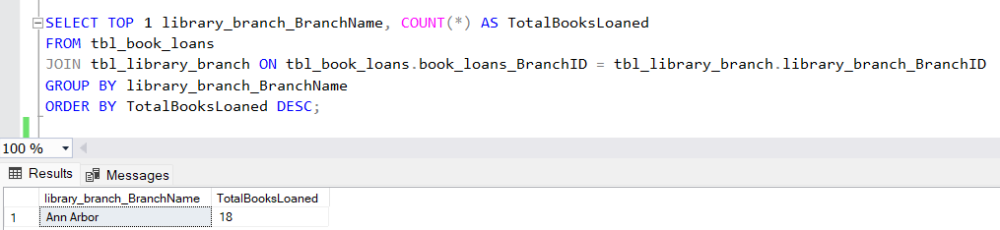 SELECT TOP 1 library_branch_BranchName, COUNT(*) AS TotalBooksLoaned
FROM tbl_book_loans
JOIN tbl_library_branch ON tbl_book_loans.book_loans_BranchID = tbl_library_branch.library_branch_BranchID
GROUP BY library_branch_BranchName
ORDER BY TotalBooksLoaned DESC;
100 %
Results Messages
library_branch_BranchName TotalBooksLoaned
1 Ann Arbor 18